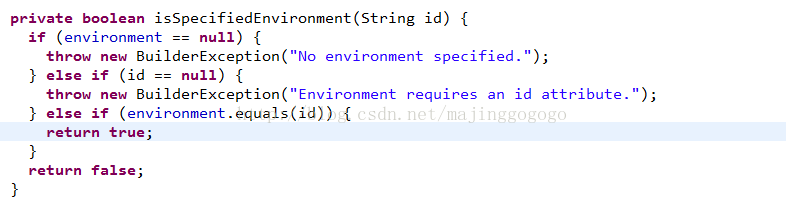 private boolean isSpecifiedEnvironment(String id) {
  if (environment == null) {
    throw new BuilderException("No environment specified.");
  } else if (id == null) {
    throw new BuilderException("Environment requires an id attribute.");
  } else if (environment.equals(id)) {
    return true;
  }
  return false;
}
csdn.net/majinggogogo